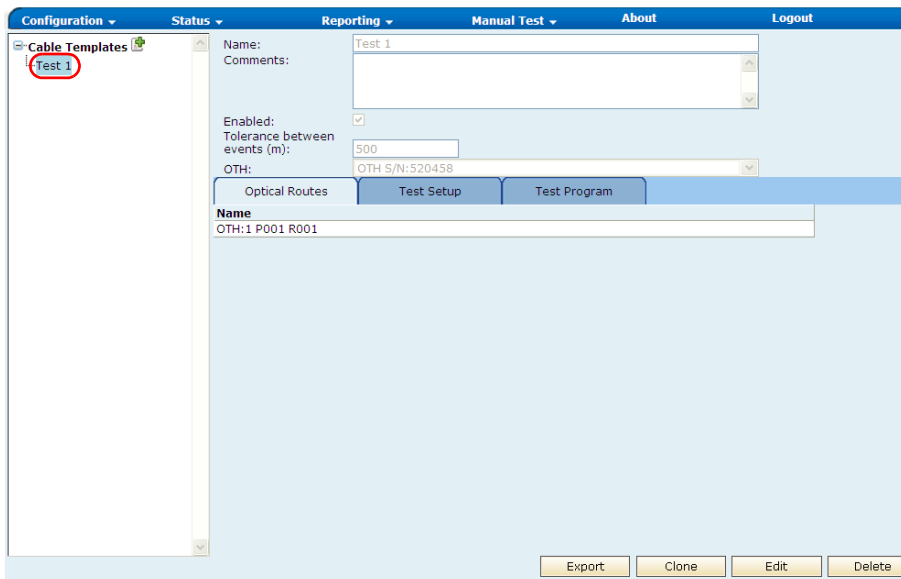 Configuration Status Reporting Manual Test About Logout
Cable Templates
Test 1
Name: Test 1
Comments:
Enabled:
Tolerance between
events (m): 500
OTH: OTH S/N:520458
Optical Routes Test Setup Test Program
Name
OTH:1 P001 R001
Export Clone Edit Delete